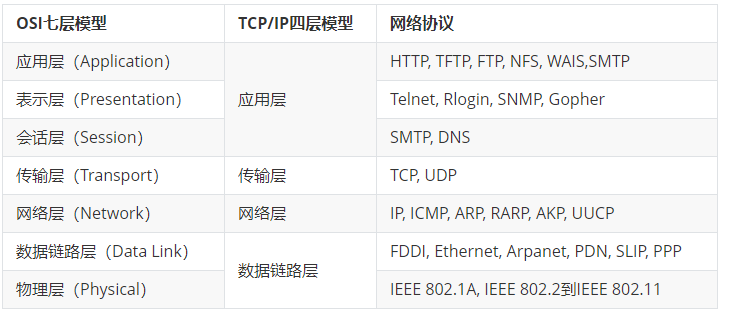 OSI七层模型 TCP/IP四层模型 网络协议
应用层（Application） HTTP, TFTP, FTP, NFS, WAIS,SMTP
表示层（Presentation） 应用层 Telnet, Rlogin, SNMP, Gopher
会话层（Session） SMTP, DNS
传输层（Transport） 传输层 TCP, UDP
网络层（Network） 网络层 IP, ICMP, ARP, RARP, AKP, UUCP
数据链路层（Data Link） FDDI, Ethernet, Arpanet, PDN, SLIP, PPP
数据链路层
物理层（Physical） IEEE 802.1A, IEEE 802.2到IEEE 802.11